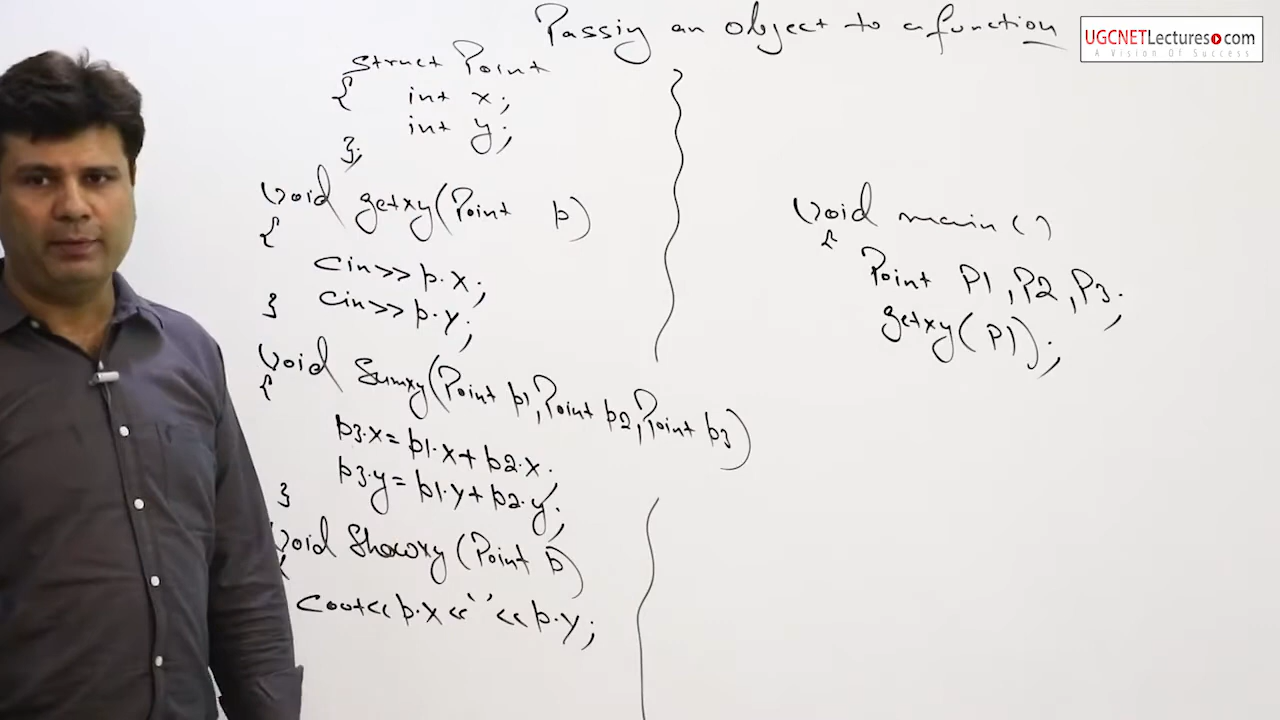 Passing an object to a function
UGCNETLectures.com
A Vision Of Success
Struct Point
{ int x;
int y;
};
Void getxy(Point p)
{
Cin>>p.x;
Cin>>p.y;
}
Void Sumxy(Point p1, Point p2, Point p3)
{
p3.x=p1.x+p2.x;
p3.y=p1.y+p2.y;
}
Void Showxy(Point p)
{
Cout<<p.x<<' '<<p.y;
Void main()
{
Point P1, P2, P3;
getxy(P1);